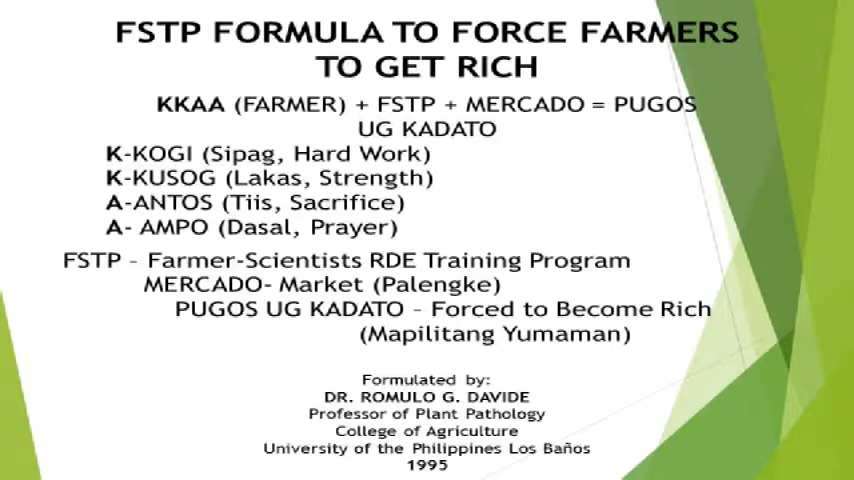 FSTP FORMULA TO FORCE FARMERS
TO GET RICH
KKAA (FARMER) + FSTP + MERCADO = PUGOS
UG KADATO
K-KOGI (Sipag, Hard Work)
K-KUSOG (Lakas, Strength)
A-ANTOS (Tiis, Sacrifice)
A- AMPO (Dasal, Prayer)
FSTP – Farmer-Scientists RDE Training Program
MERCADO- Market (Palengke)
PUGOS UG KADATO – Forced to Become Rich
(Mapilitang Yumaman)
Formulated by:
DR. ROMULO G. DAVIDE
Professor of Plant Pathology
College of Agriculture
University of the Philippines Los Baños
1995